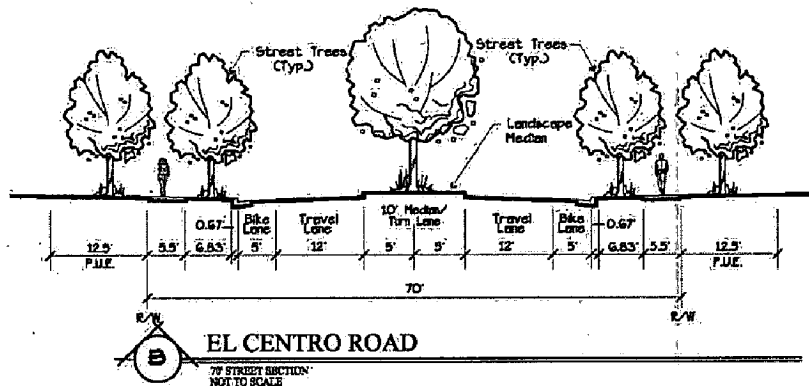 Street Trees
(Typ.)
Street Trees
(Typ.)
Landscape
Median
12.5'
P.U.E.
5.5'
0.67'
6.83'
Bike
Lane
5'
Travel
Lane
12'
10' Median/
Turn Lane
5'
5'
Travel
Lane
12'
Bike
Lane
5'
0.67'
6.83'
5.5'
12.5'
P.U.E.
70'
R/W
R/W
B
EL CENTRO ROAD
70' STREET SECTION
NOT TO SCALE